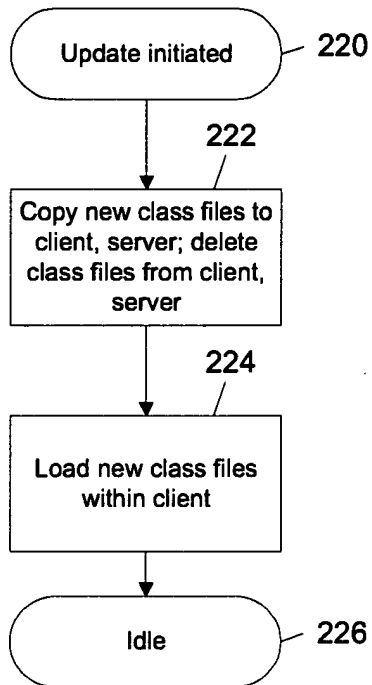 Update initiated
220
222
Copy new class files to
client, server; delete
class files from client,
server
224
Load new class files
within client
Idle
226